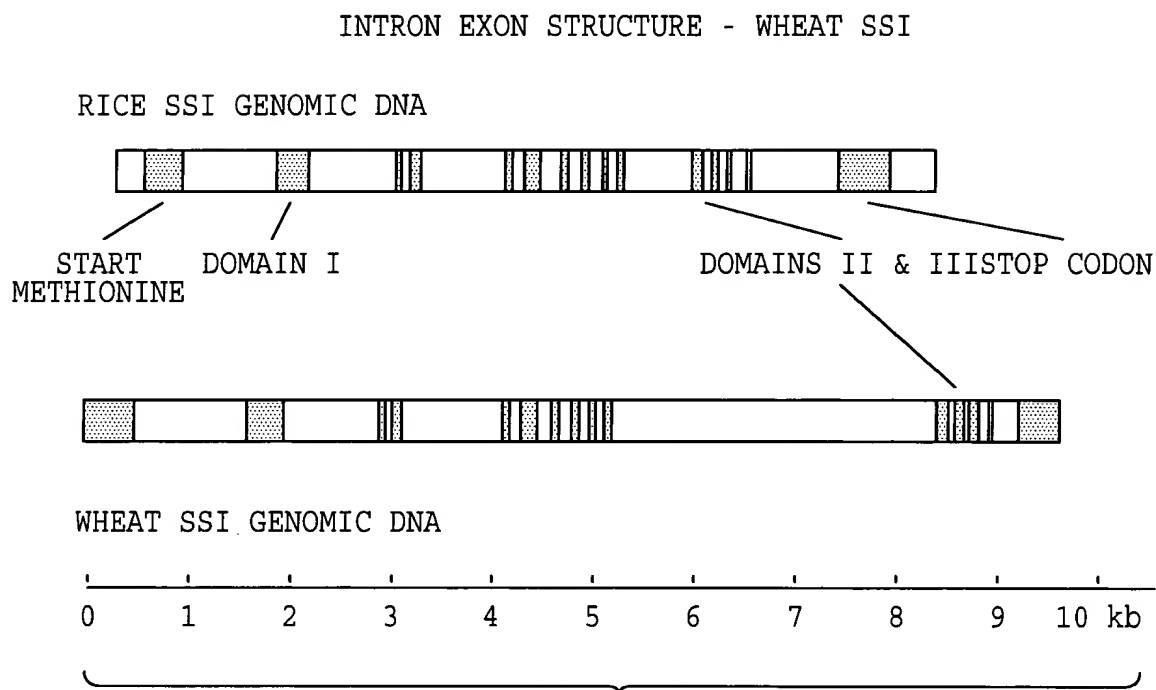 INTRON EXON STRUCTURE - WHEAT SSI
RICE SSI GENOMIC DNA
START DOMAIN I DOMAINS II & IIISTOP CODON
METHIONINE
WHEAT SSI GENOMIC DNA
0 1 2 3 4 5 6 7 8 9 10 kb